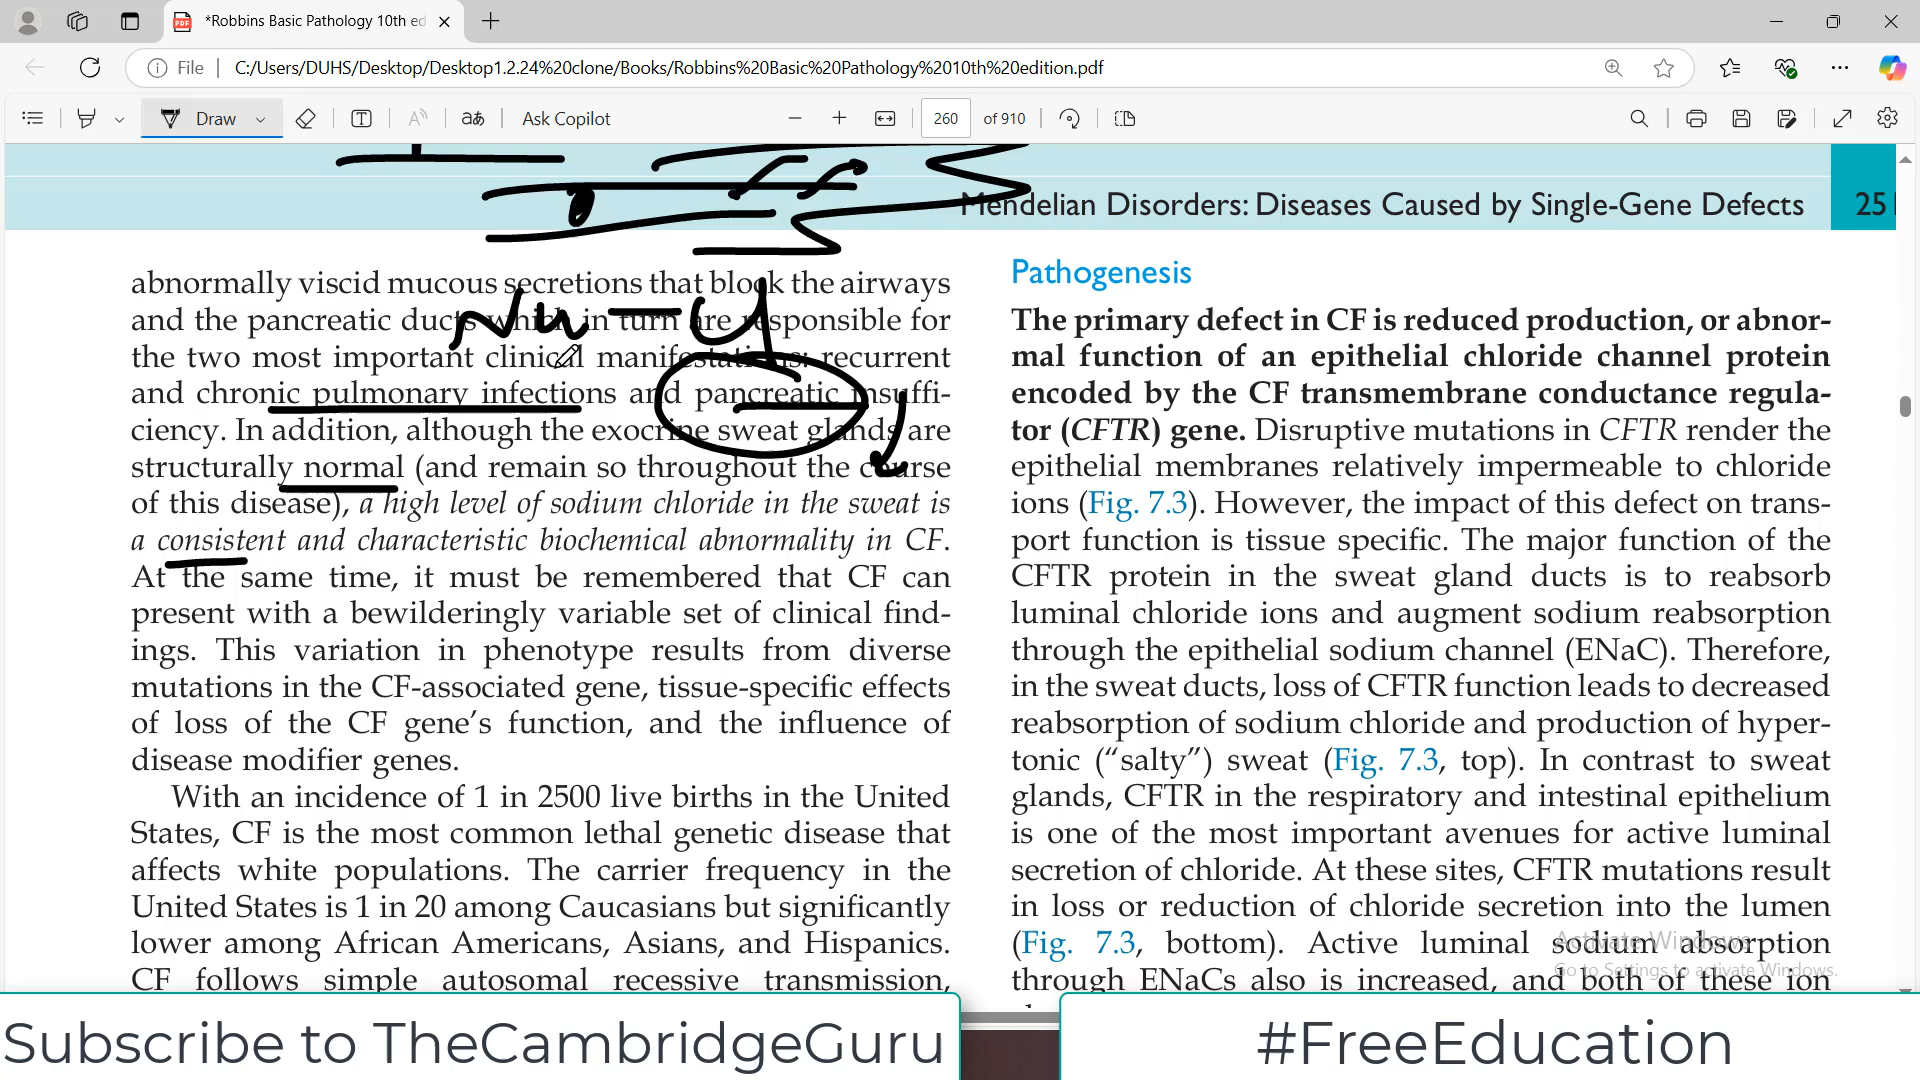 *Robbins Basic Pathology 10th ed
File
C:/Users/DUHS/Desktop/Desktop1.2.24%20clone/Books/Robbins%20Basic%20Pathology%2010th%20edition.pdf
Draw
aあ
Ask Copilot
260
of 910
Mendelian Disorders: Diseases Caused by Single-Gene Defects 251
abnormally viscid mucous secretions that block the airways
and the pancreatic ducts which in turn are responsible for
the two most important clinical manifestations: recurrent
and chronic pulmonary infections and pancreatic insuffi-
ciency. In addition, although the exocrine sweat glands are
structurally normal (and remain so throughout the course
of this disease), a high level of sodium chloride in the sweat is
a consistent and characteristic biochemical abnormality in CF.
At the same time, it must be remembered that CF can
present with a bewilderingly variable set of clinical find-
ings. This variation in phenotype results from diverse
mutations in the CF-associated gene, tissue-specific effects
of loss of the CF gene's function, and the influence of
disease modifier genes.
With an incidence of 1 in 2500 live births in the United
States, CF is the most common lethal genetic disease that
affects white populations. The carrier frequency in the
United States is 1 in 20 among Caucasians but significantly
lower among African Americans, Asians, and Hispanics.
CF follows simple autosomal recessive transmission,
Pathogenesis
The primary defect in CF is reduced production, or abnor-
mal function of an epithelial chloride channel protein
encoded by the CF transmembrane conductance regula-
tor (CFTR) gene. Disruptive mutations in CFTR render the
epithelial membranes relatively impermeable to chloride
ions (Fig. 7.3). However, the impact of this defect on trans-
port function is tissue specific. The major function of the
CFTR protein in the sweat gland ducts is to reabsorb
luminal chloride ions and augment sodium reabsorption
through the epithelial sodium channel (ENaC). Therefore,
in the sweat ducts, loss of CFTR function leads to decreased
reabsorption of sodium chloride and production of hyper-
tonic (“salty”) sweat (Fig. 7.3, top). In contrast to sweat
glands, CFTR in the respiratory and intestinal epithelium
is one of the most important avenues for active luminal
secretion of chloride. At these sites, CFTR mutations result
in loss or reduction of chloride secretion into the lumen
(Fig. 7.3, bottom). Active luminal sodium absorption
through ENaCs also is increased, and both of these ion
Activate Windows
Go to Settings to activate Windows.
Subscribe to TheCambridgeGuru
#FreeEducation